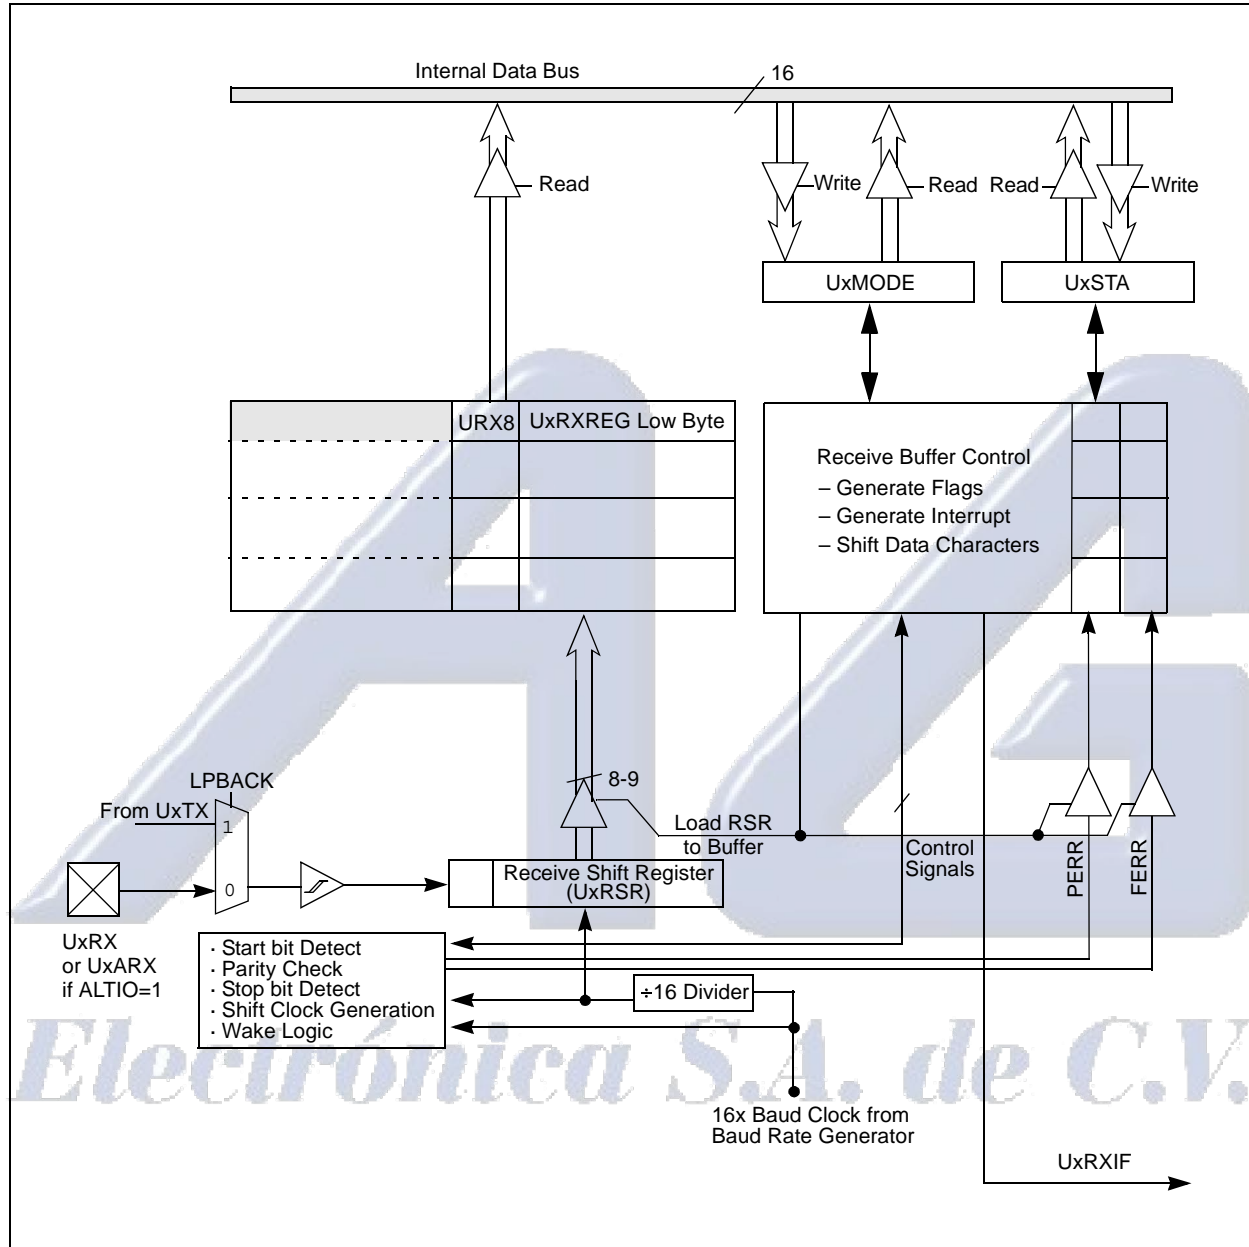 Internal Data Bus
16
Read
Write
Read
Read
Write
UxMODE
UxSTA
URX8
UxRXREG Low Byte
Receive Buffer Control
– Generate Flags
– Generate Interrupt
– Shift Data Characters
LPBACK
From UxTX
1
0
8-9
Load RSR
to Buffer
Control
Signals
PERR
FERR
Receive Shift Register
(UxRSR)
UxRX
or UxARX
if ALTIO=1
· Start bit Detect
· Parity Check
· Stop bit Detect
· Shift Clock Generation
· Wake Logic
÷16 Divider
16x Baud Clock from
Baud Rate Generator
UxRXIF
AG
Electrónica S.A. de C.V.